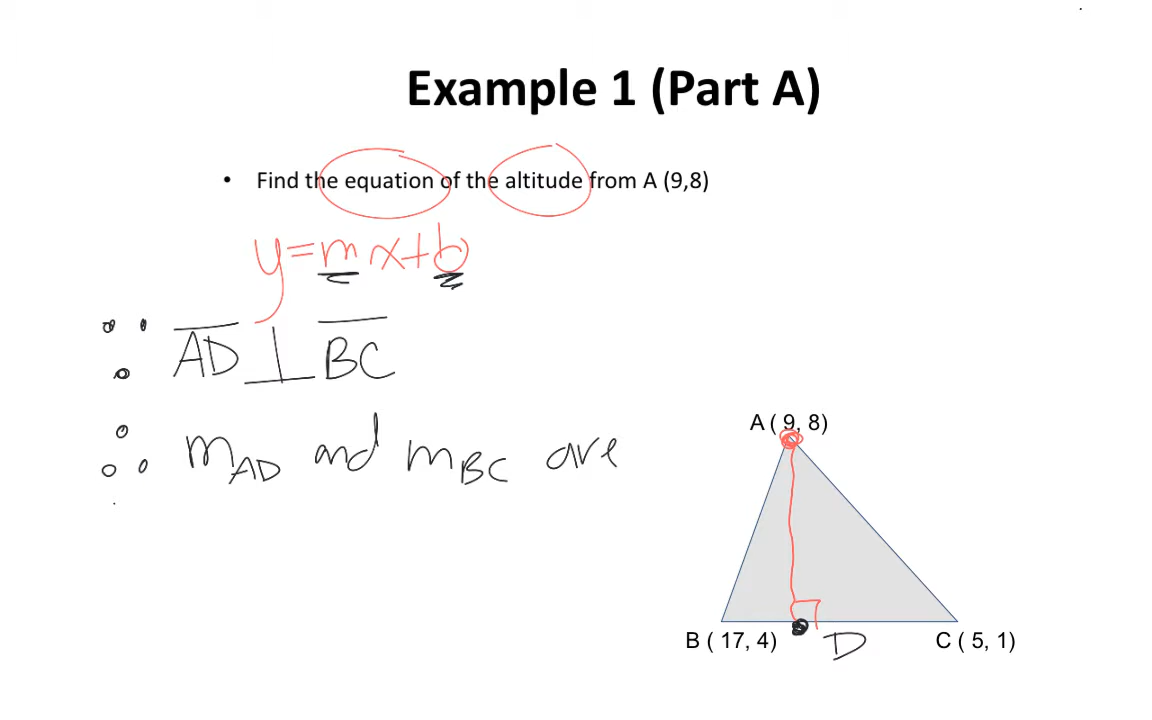 Example 1 (Part A)
• Find the equation of the altitude from A (9,8)
y=mx+b
∵ AD ⊥ BC
∴ mAD and mBC are
A ( 9, 8)
B ( 17, 4)
D
C ( 5, 1)